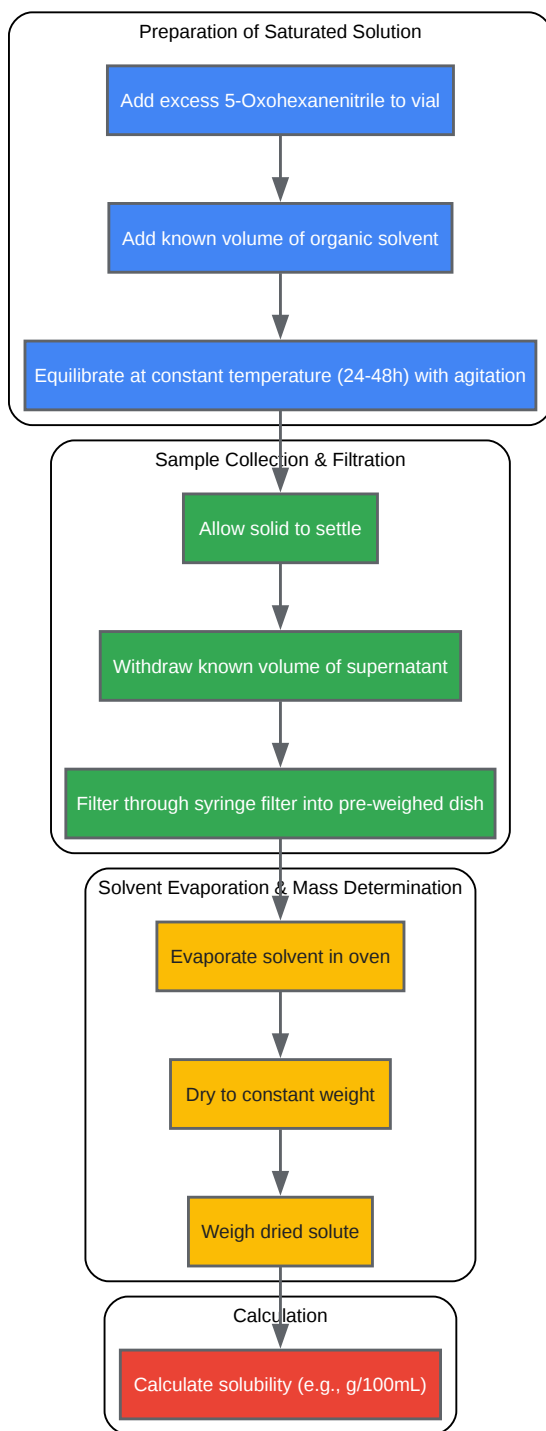 Preparation of Saturated Solution
Add excess 5-Oxohexanenitrile to vial
Add known volume of organic solvent
Equilibrate at constant temperature (24-48h) with agitation
Sample Collection & Filtration
Allow solid to settle
Withdraw known volume of supernatant
Filter through syringe filter into pre-weighed dish
Solvent Evaporation & Mass Determination
Evaporate solvent in oven
Dry to constant weight
Weigh dried solute
Calculation
Calculate solubility (e.g., g/100mL)